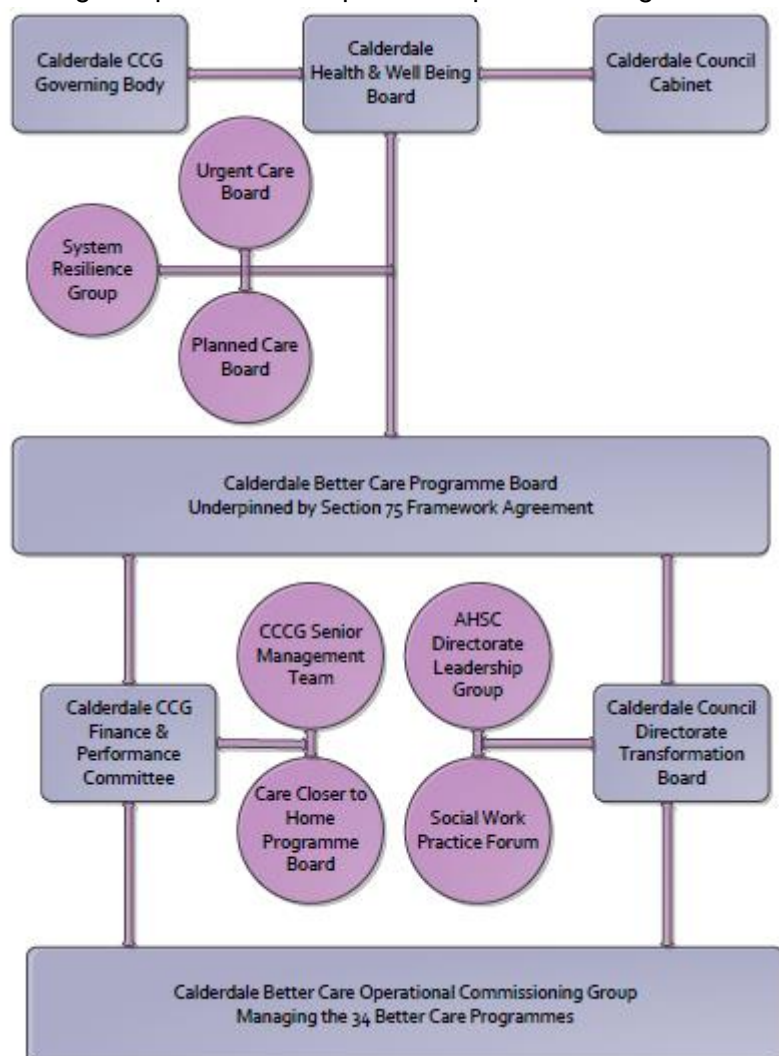 Calderdale CCG
Governing Body
Calderdale
Health & Well Being
Board
Calderdale Council
Cabinet
Urgent Care
Board
System
Resilience
Group
Planned Care
Board
Calderdale Better Care Programme Board
Underpinned by Section 75 Framework Agreement
CCCG Senior
Management
Team
AHSC
Directorate
Leadership
Group
Calderdale CCG
Finance &
Performance
Committee
Calderdale Council
Directorate
Transformation
Board
Care Closer to
Home
Programme
Board
Social Work
Practice Forum
Calderdale Better Care Operational Commissioning Group
Managing the 34 Better Care Programmes